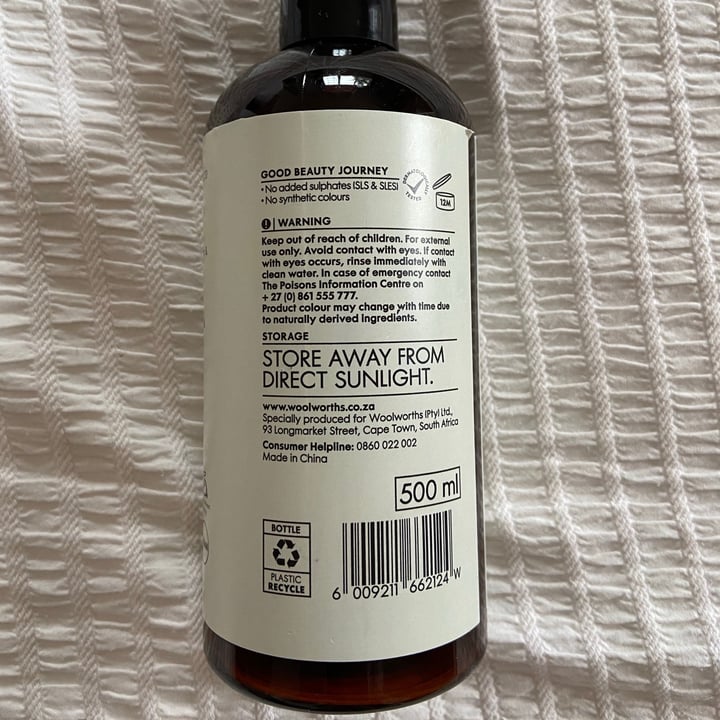 GOOD BEAUTY JOURNEY
• No added sulphates (SLS & SLES)
• No synthetic colours
DERMATOLOGICALLY TESTED
12M
! | WARNING
Keep out of reach of children. For external
use only. Avoid contact with eyes. If contact
with eyes occurs, rinse immediately with
clean water. In case of emergency contact
The Poisons Information Centre on
+ 27 (0) 861 555 777.
Product colour may change with time due
to naturally derived ingredients.
STORAGE
STORE AWAY FROM
DIRECT SUNLIGHT.
www.woolworths.co.za
Specially produced for Woolworths (Pty) Ltd.,
93 Longmarket Street, Cape Town, South Africa
Consumer Helpline: 0860 022 002
Made in China
500 ml
BOTTLE
PLASTIC
RECYCLE
6 009211 662124 W